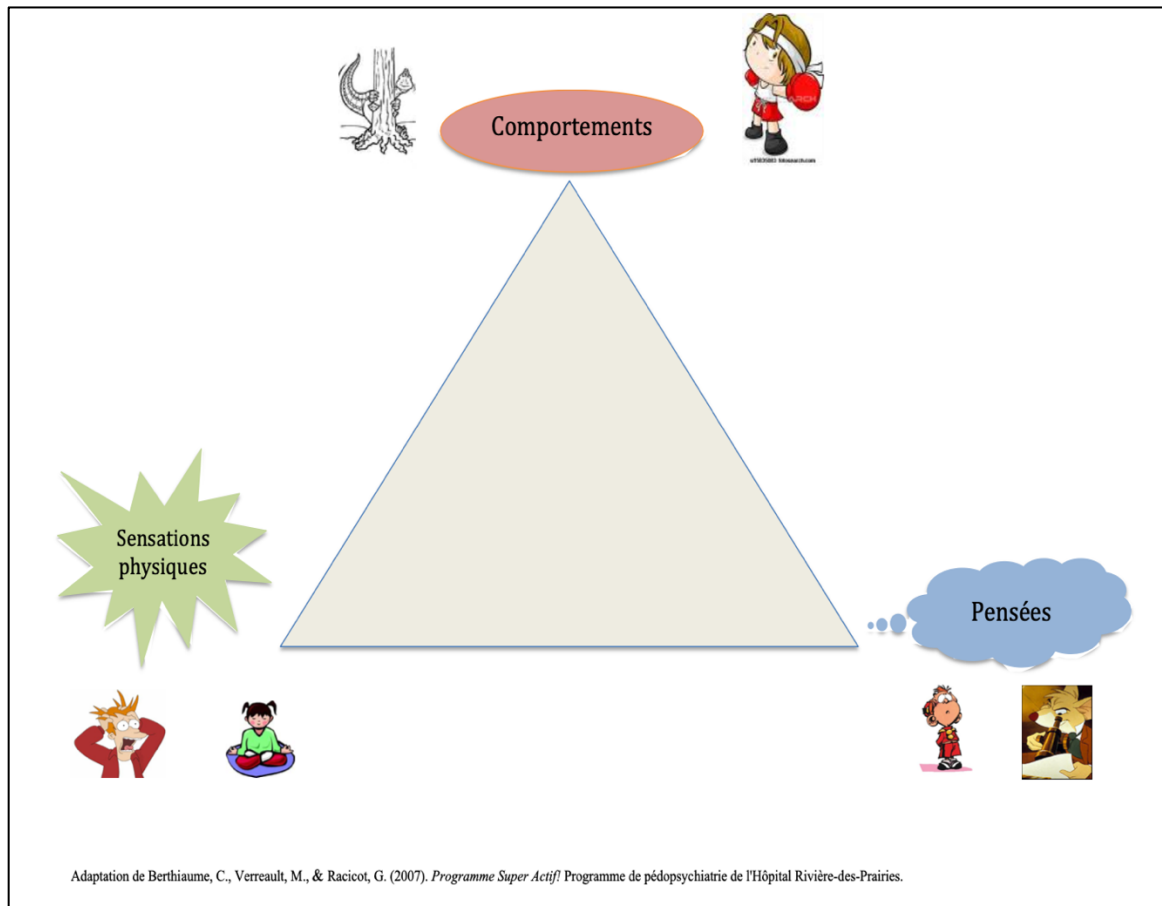 Comportements
Sensations
physiques
Pensées
Adaptation de Berthiaume, C., Verreault, M., & Racicot, G. (2007). Programme Super Actif! Programme de pédopsychiatrie de l'Hôpital Rivière-des-Prairies.